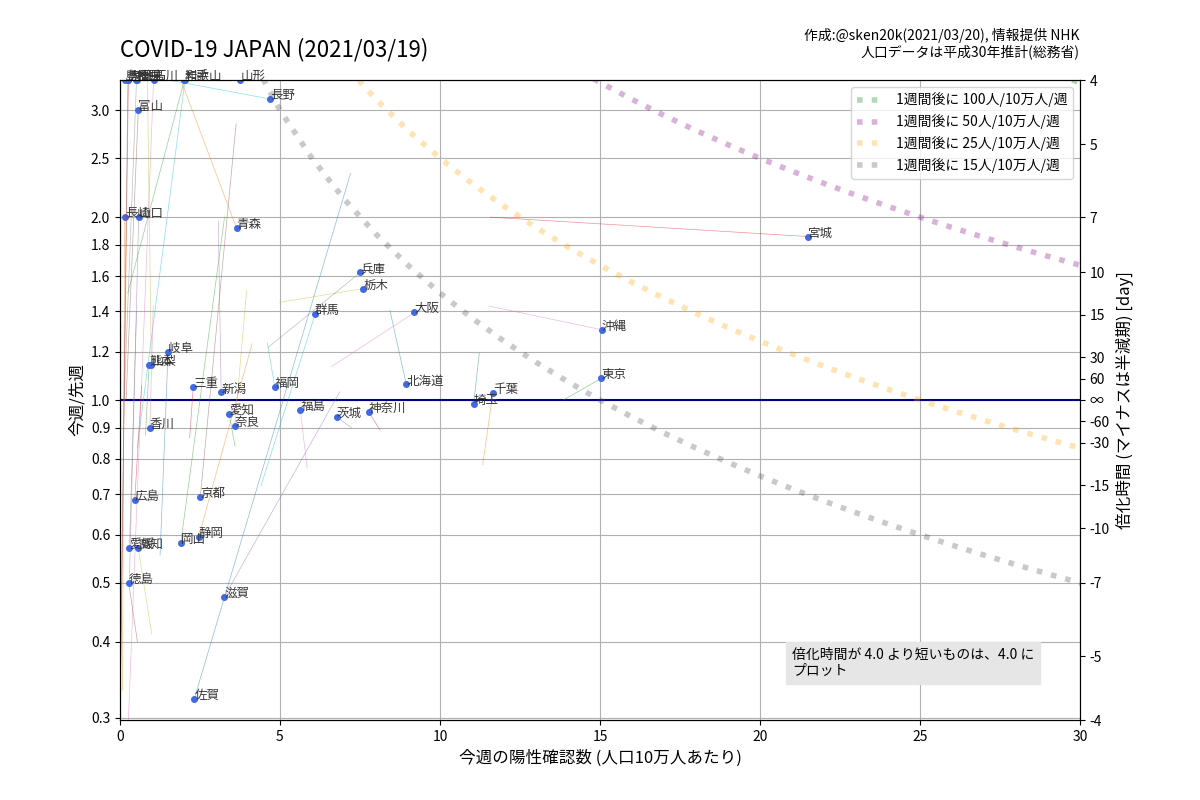 COVID-19 JAPAN (2021/03/19)
作成:@sken20k(2021/03/20), 情報提供 NHK
人口データは平成30年推計(総務省)
石川
山形
長野
富山
1週間後に 100人/10万人/週
1週間後に 50人/10万人/週
1週間後に 25人/10万人/週
1週間後に 15人/10万人/週
青森
宮城
兵庫
栃木
群馬
大阪
沖縄
岐阜
東京
三重
新潟
福岡
北海道
千葉
埼玉
愛知
奈良
福島
茨城
神奈川
香川
広島
京都
岡山
静岡
徳島
滋賀
佐賀
倍化時間が 4.0 より短いものは、4.0 に
プロット
3.0
2.5
2.0
1.8
1.6
1.4
1.2
1.0
0.9
0.8
0.7
0.6
0.5
0.4
0.3
今週/先週
4
5
7
10
15
30
60
∞
-60
-30
-15
-10
-7
-5
-4
倍化時間 (マイナスは半減期) [day]
0
5
10
15
20
25
30
今週の陽性確認数 (人口10万人あたり)